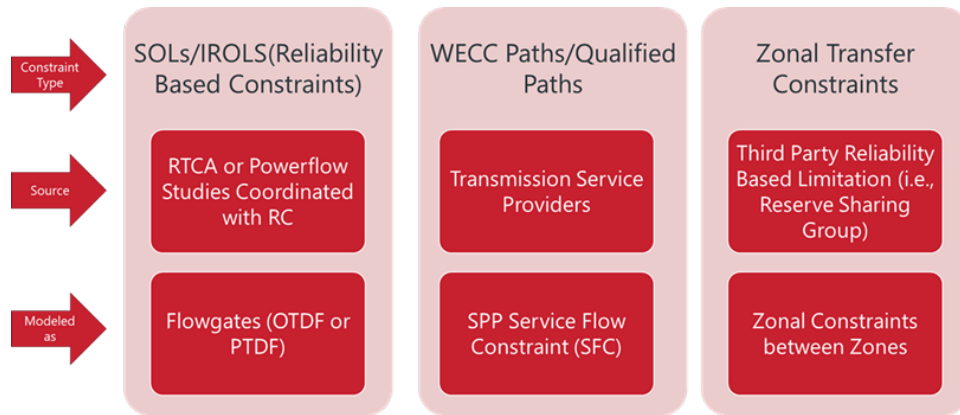 Constraint
Type
SOLs/IROLS(Reliability
Based Constraints)
WECC Paths/Qualified
Paths
Zonal Transfer
Constraints
Source
RTCA or Powerflow
Studies Coordinated
with RC
Transmission Service
Providers
Third Party Reliability
Based Limitation (i.e.,
Reserve Sharing
Group)
Modeled
as
Flowgates (OTDF or
PTDF)
SPP Service Flow
Constraint (SFC)
Zonal Constraints
between Zones